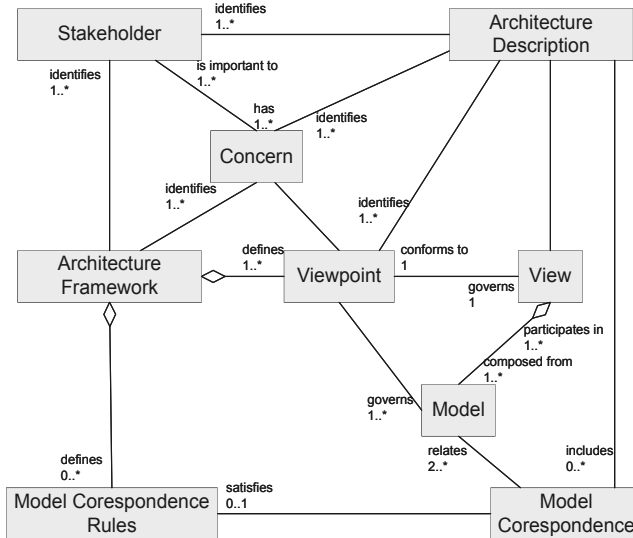 identifies
1..*
Stakeholder
Architecture
Description
identifies
1..*
is important to
1..*
has
1..*
identifies
1..*
Concern
identifies
1..*
identifies
1..*
Architecture
Framework
defines
1..*
Viewpoint
conforms to
1
governs
1
View
participates in
1..*
composed from
1..*
governs
1..*
Model
relates
2..*
includes
0..*
defines
0..*
satisfies
0..1
Model Corespondence
Rules
Model
Corespondence